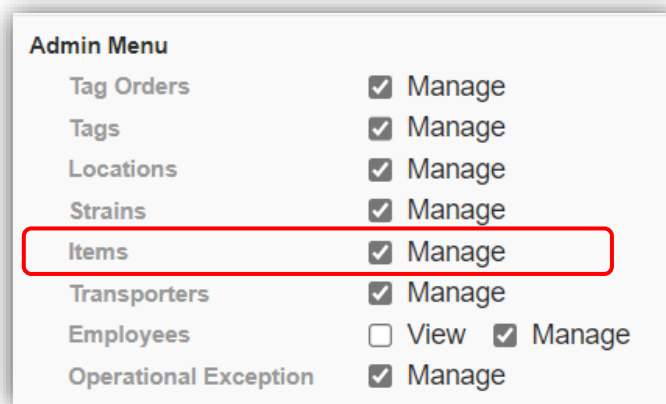 Admin Menu
Tag Orders Manage
Tags Manage
Locations Manage
Strains Manage
Items Manage
Transporters Manage
Employees View Manage
Operational Exception Manage